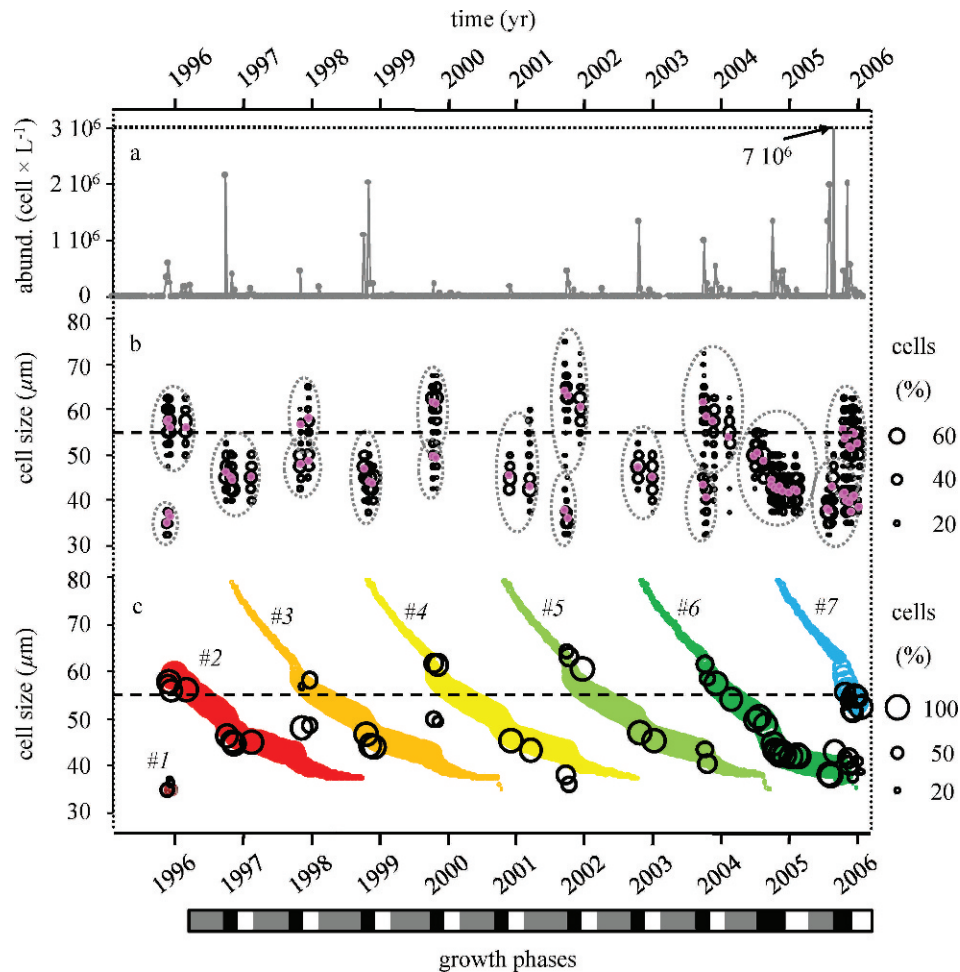 time (yr)
1996 1997 1998 1999 2000 2001 2002 2003 2004 2005 2006
abund. (cell × L⁻¹)
3 10⁶
2 10⁶
1 10⁶
0
a
7 10⁶
cell size (μm)
80
70
60
50
40
30
b
cells
(%)
60
40
20
cell size (μm)
80
70
60
50
40
30
c
#1
#2
#3
#4
#5
#6
#7
cells
(%)
100
50
20
1996 1997 1998 1999 2000 2001 2002 2003 2004 2005 2006
growth phases